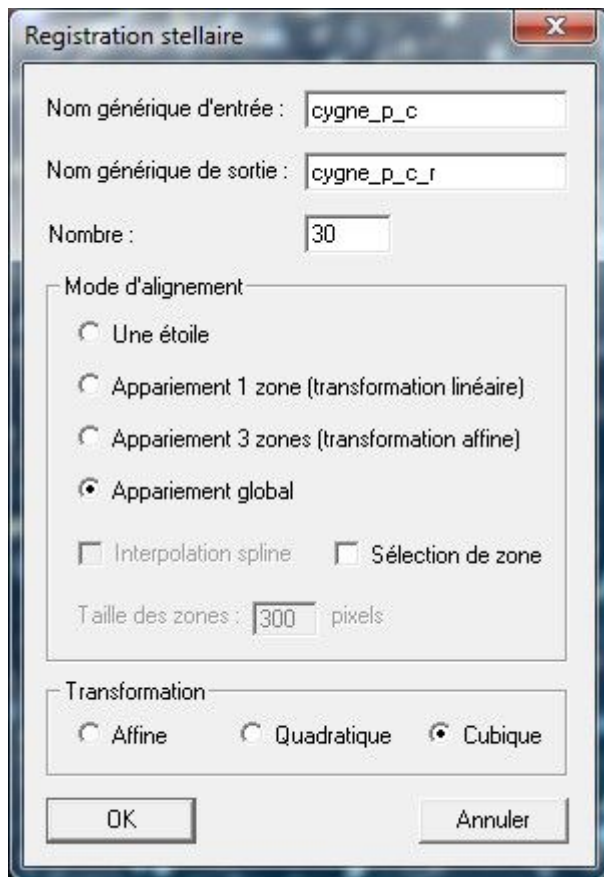 Registration stellaire
Nom générique d'entrée : cygne_p_c
Nom générique de sortie : cygne_p_c_r
Nombre : 30
Mode d'alignement
Une étoile
Appariement 1 zone (transformation linéaire)
Appariement 3 zones (transformation affine)
Appariement global
Interpolation spline Sélection de zone
Taille des zones : 300 pixels
Transformation
Affine Quadratique Cubique
OK Annuler